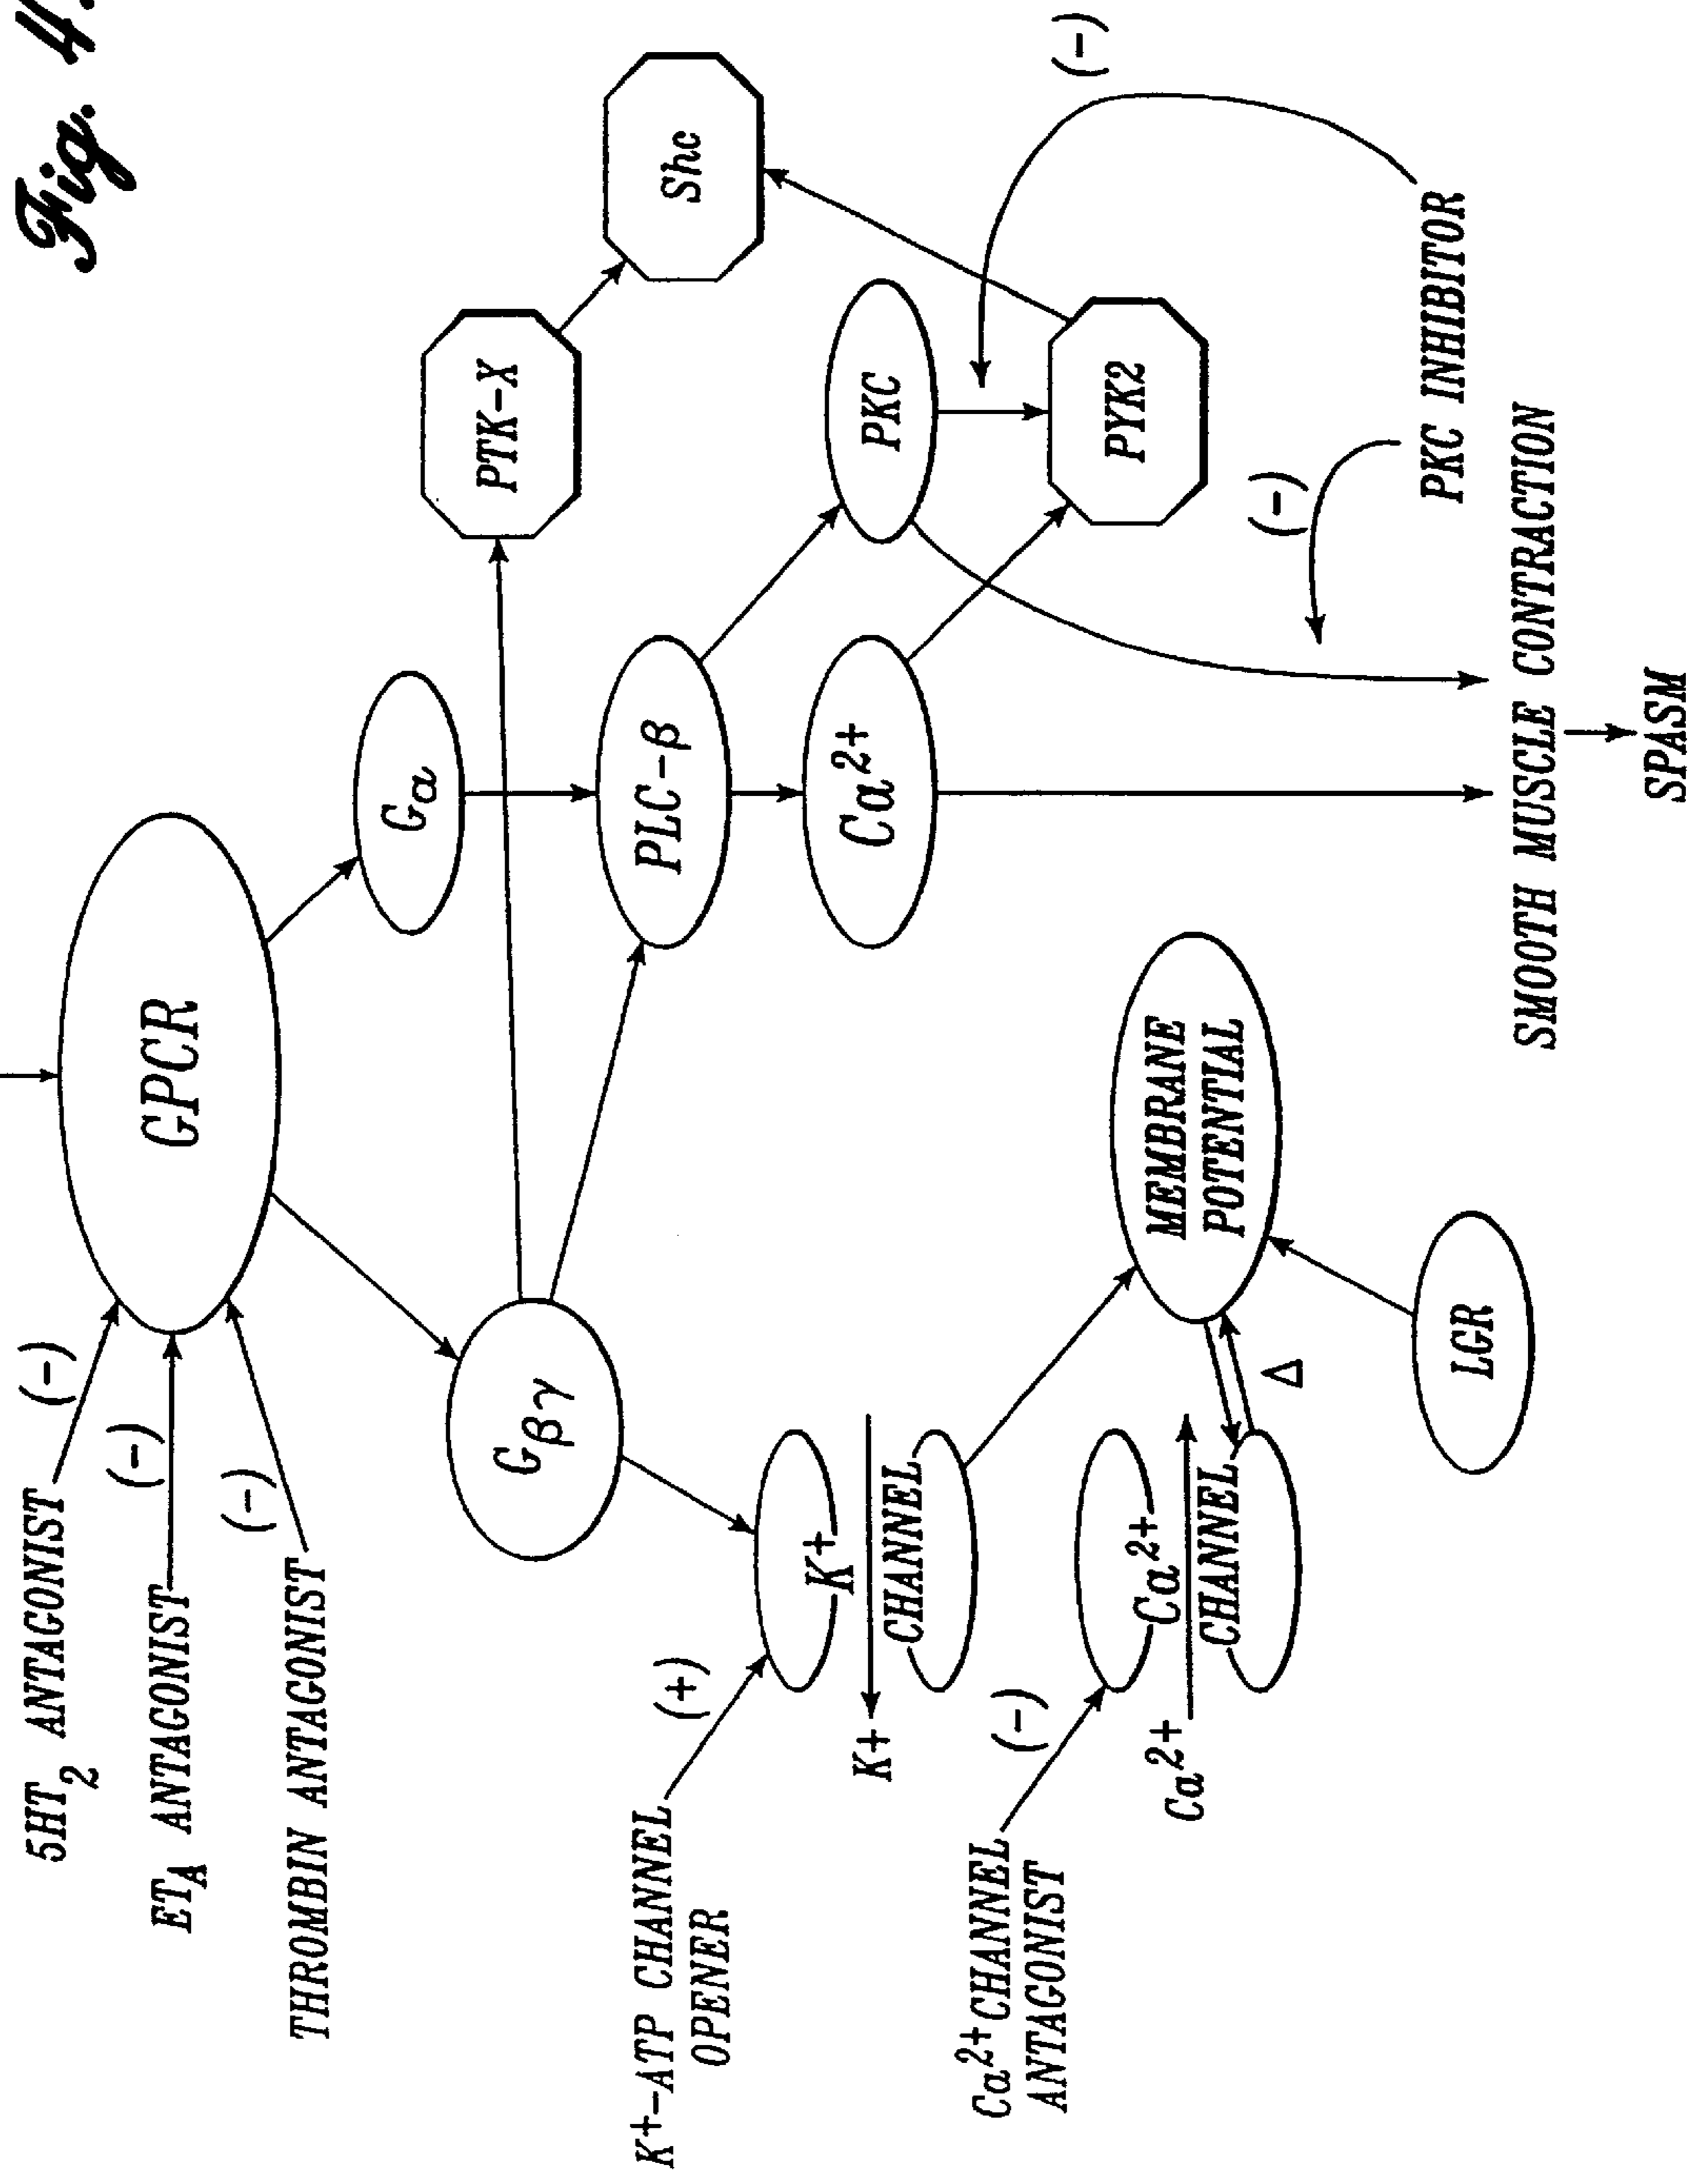 Fig. 4.
5HT2 ANTAGONIST
(-)
ETA ANTAGONIST
(-)
THROMBIN ANTAGONIST
(-)
GPCR
Gα
Gβγ
PTK-X
Shc
K+-ATP CHANNEL
OPENER
(+)
PLC-β
K+
CHANNEL
K+
Ca2+
PKC
(-)
Ca2+CHANNEL
ANTAGONIST
(-)
Ca2+
CHANNEL
Ca2+
Δ
MEMBRANE
POTENTIAL
PYK2
(-)
LGR
PKC INHIBITOR
SMOOTH MUSCLE CONTRACTION
SPASM